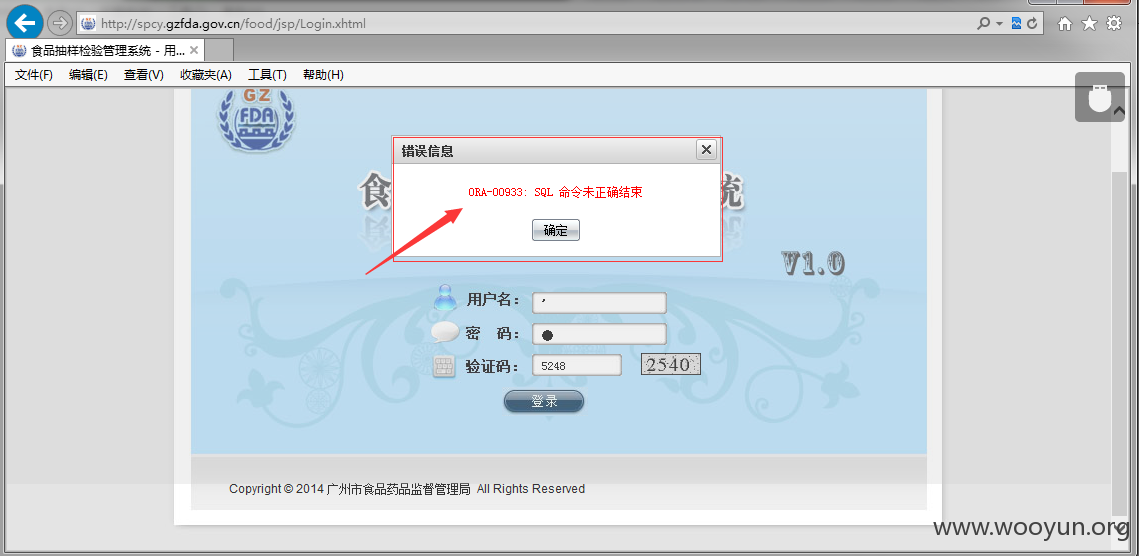 http://spcy.gzfda.gov.cn/food/jsp/Login.xhtml
食品抽样检验管理系统 - 用...
文件(F) 编辑(E) 查看(V) 收藏夹(A) 工具(T) 帮助(H)
GZ
FDA
错误信息
食 统
ORA-00933: SQL 命令未正确结束
确定
V1.0
用户名： '
密 码： ●
验证码： 5248 2540
登录
Copyright © 2014 广州市食品药品监督管理局 All Rights Reserved
www.wooyun.org